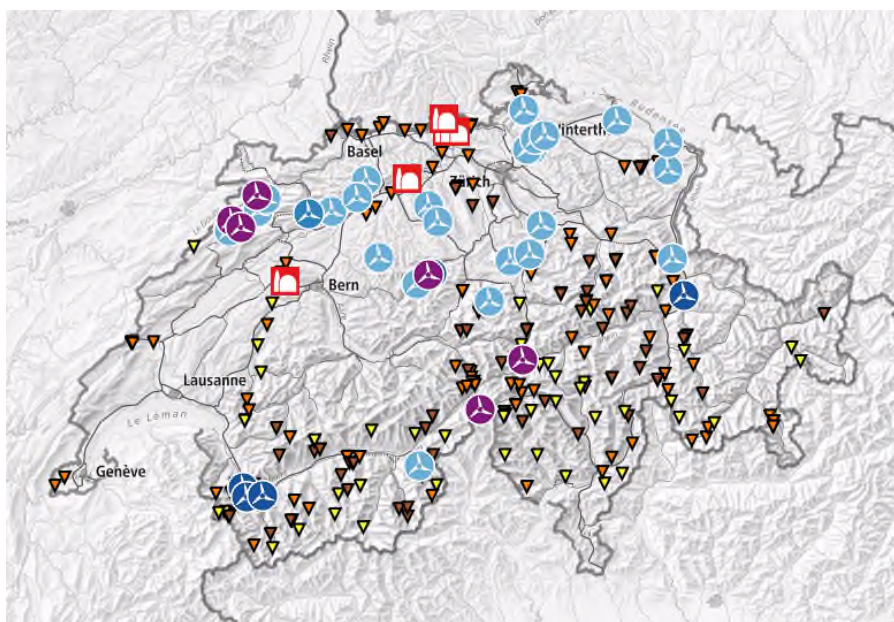 Rhein
Bodensee
Winterth
Basel
Zürich
Bern
Lausanne
Le Léman
Genève